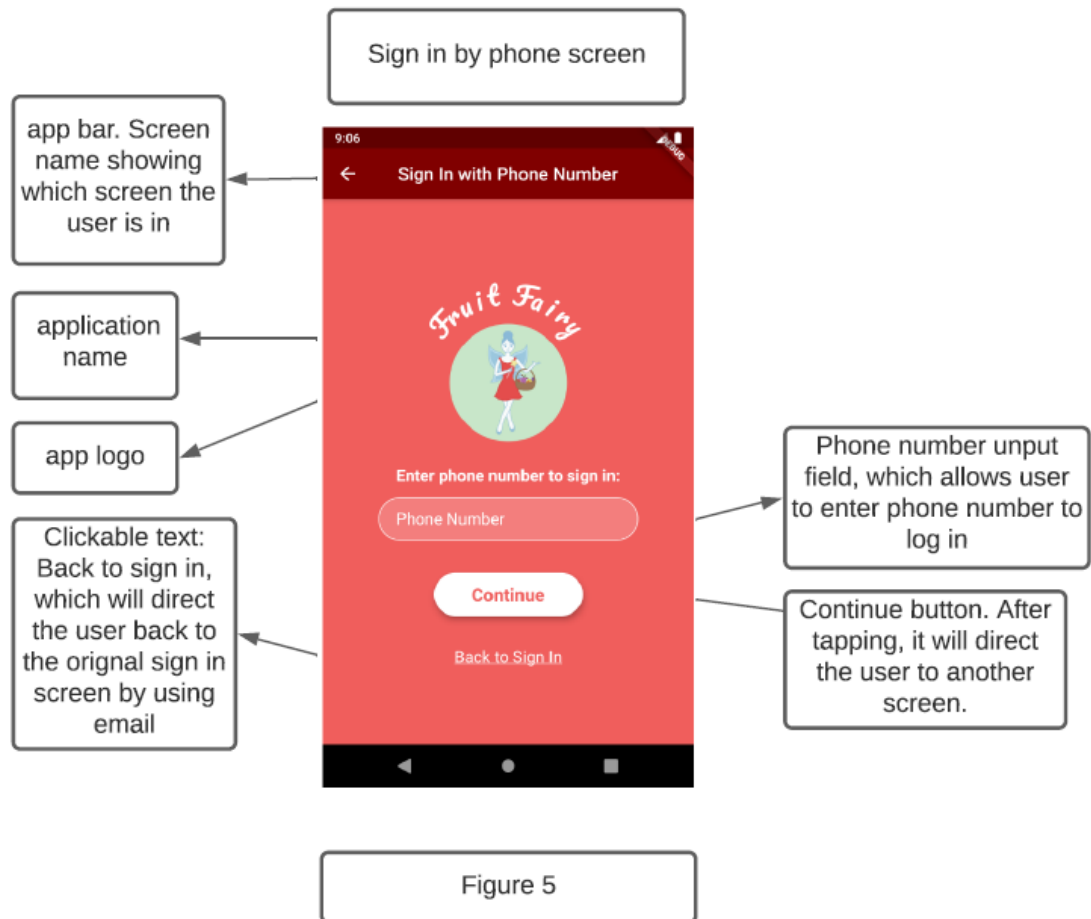 Sign in by phone screen
app bar. Screen
name showing
which screen the
user is in
application
name
app logo
Clickable text:
Back to sign in,
which will direct
the user back to
the orignal sign in
screen by using
email
9:06
DEBUG
Sign In with Phone Number
Fruit Fairy
Enter phone number to sign in:
Phone Number
Continue
Back to Sign In
Phone number unput
field, which allows user
to enter phone number to
log in
Continue button. After
tapping, it will direct
the user to another
screen.
Figure 5